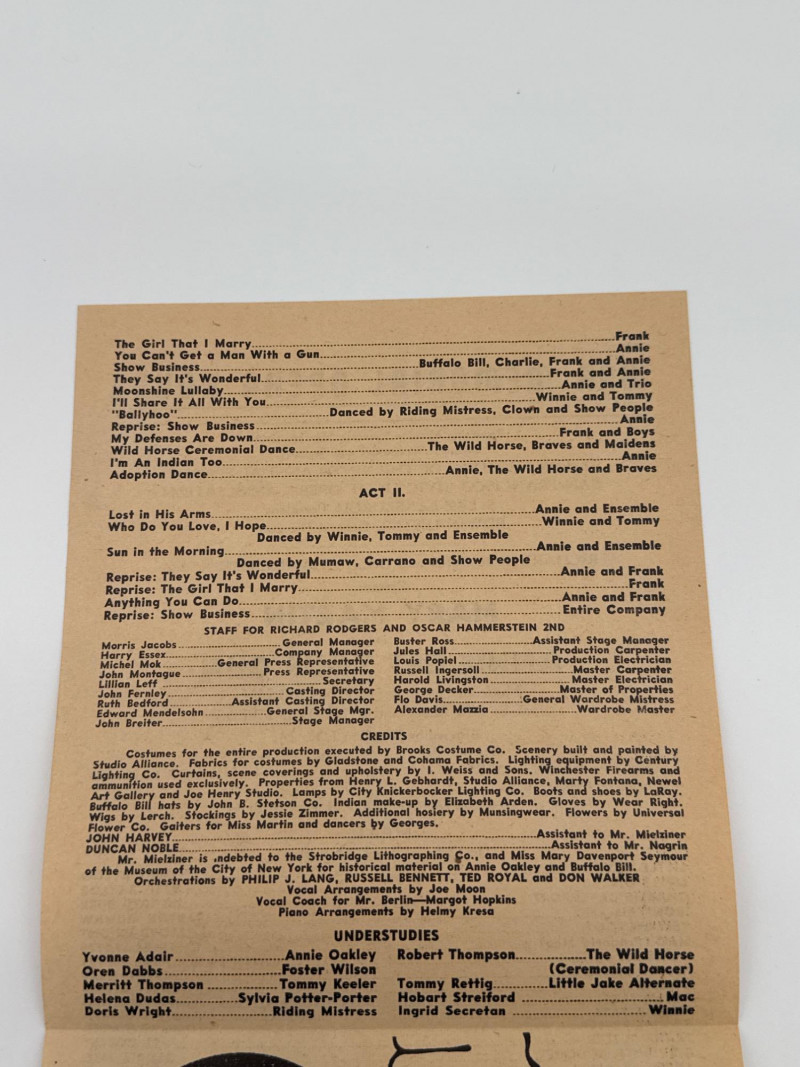 The Girl That I Marry..........Frank
You Can't Get a Man With a Gun..........Annie
Show Business..........Buffalo Bill, Charlie, Frank and Annie
They Say It's Wonderful..........Frank and Annie
Moonshine Lullaby..........Annie and Trio
I'll Share It All With You..........Winnie and Tommy
"Ballyhoo"..........Danced by Riding Mistress, Clown and Show People
Reprise: Show Business..........Annie
My Defenses Are Down..........Frank and Boys
Wild Horse Ceremonial Dance..........The Wild Horse, Braves and Maidens
I'm An Indian Too..........Annie
Adoption Dance..........Annie, The Wild Horse and Braves
ACT II.
Lost in His Arms..........Annie and Ensemble
Who Do You Love, I Hope..........Winnie and Tommy
Danced by Winnie, Tommy and Ensemble
Sun in the Morning..........Annie and Ensemble
Danced by Mumaw, Carrano and Show People
Reprise: They Say It's Wonderful..........Annie and Frank
Reprise: The Girl That I Marry..........Frank
Anything You Can Do..........Annie and Frank
Reprise: Show Business..........Entire Company
STAFF FOR RICHARD RODGERS AND OSCAR HAMMERSTEIN 2ND
Morris Jacobs..........General Manager
Harry Essex..........Company Manager
Michel Mok..........General Press Representative
John Montague..........Press Representative
Lillian Leff..........Secretary
John Fernley..........Casting Director
Ruth Bedford..........Assistant Casting Director
Edward Mendelsohn..........General Stage Mgr.
John Breiter..........Stage Manager
Buster Ross..........Assistant Stage Manager
Jules Hall..........Production Carpenter
Louis Popiel..........Production Electrician
Russell Ingersoll..........Master Carpenter
Harold Livingston..........Master Electrician
George Decker..........Master of Properties
Flo Davis..........General Wardrobe Mistress
Alexander Mazzia..........Wardrobe Master
CREDITS
Costumes for the entire production executed by Brooks Costume Co. Scenery built and painted by
Studio Alliance. Fabrics for costumes by Gladstone and Cohama Fabrics. Lighting equipment by Century
Lighting Co. Curtains, scene coverings and upholstery by I. Weiss and Sons. Winchester Firearms and
ammunition used exclusively. Properties from Henry L. Gebhardt, Studio Alliance, Marty Fontana, Newel
Art Gallery and Joe Henry Studio. Lamps by City Knickerbocker Lighting Co. Boots and shoes by LaRay.
Buffalo Bill hats by John B. Stetson Co. Indian make-up by Elizabeth Arden. Gloves by Wear Right.
Wigs by Lerch. Stockings by Jessie Zimmer. Additional hosiery by Munsingwear. Flowers by Universal
Flower Co. Gaiters for Miss Martin and dancers by Georges.
JOHN HARVEY..........Assistant to Mr. Mielziner
DUNCAN NOBLE..........Assistant to Mr. Nagrin
Mr. Mielziner is indebted to the Strobridge Lithographing Co., and Miss Mary Davenport Seymour
of the Museum of the City of New York for historical material on Annie Oakley and Buffalo Bill.
Orchestrations by PHILIP J. LANG, RUSSELL BENNETT, TED ROYAL and DON WALKER
Vocal Arrangements by Joe Moon
Vocal Coach for Mr. Berlin—Margot Hopkins
Piano Arrangements by Helmy Kresa
UNDERSTUDIES
Yvonne Adair..........Annie Oakley
Oren Dabbs..........Foster Wilson
Merritt Thompson..........Tommy Keeler
Helena Dudas..........Sylvia Potter-Porter
Doris Wright..........Riding Mistress
Robert Thompson..........The Wild Horse
(Ceremonial Dancer)
Tommy Rettig..........Little Jake Alternate
Hobart Streiford..........Mac
Ingrid Secretan..........Winnie